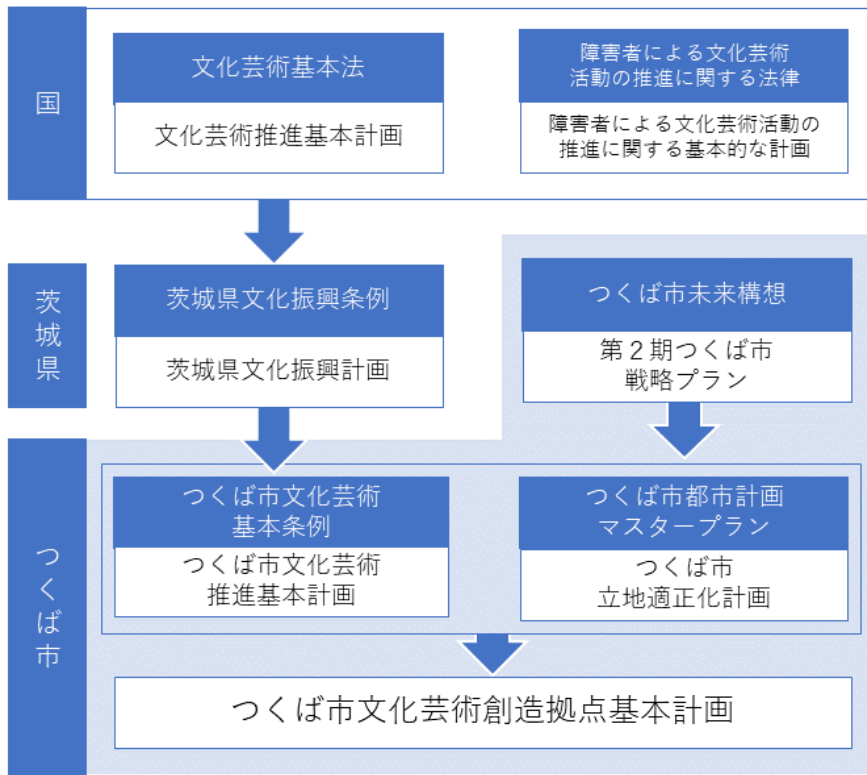 国
文化芸術基本法
文化芸術推進基本計画
障害者による文化芸術
活動の推進に関する法律
障害者による文化芸術活動の
推進に関する基本的な計画
茨城県
茨城県文化振興条例
茨城県文化振興計画
つくば市未来構想
第２期つくば市
戦略プラン
つくば市
つくば市文化芸術
基本条例
つくば市文化芸術
推進基本計画
つくば市都市計画
マスタープラン
つくば市
立地適正化計画
つくば市文化芸術創造拠点基本計画